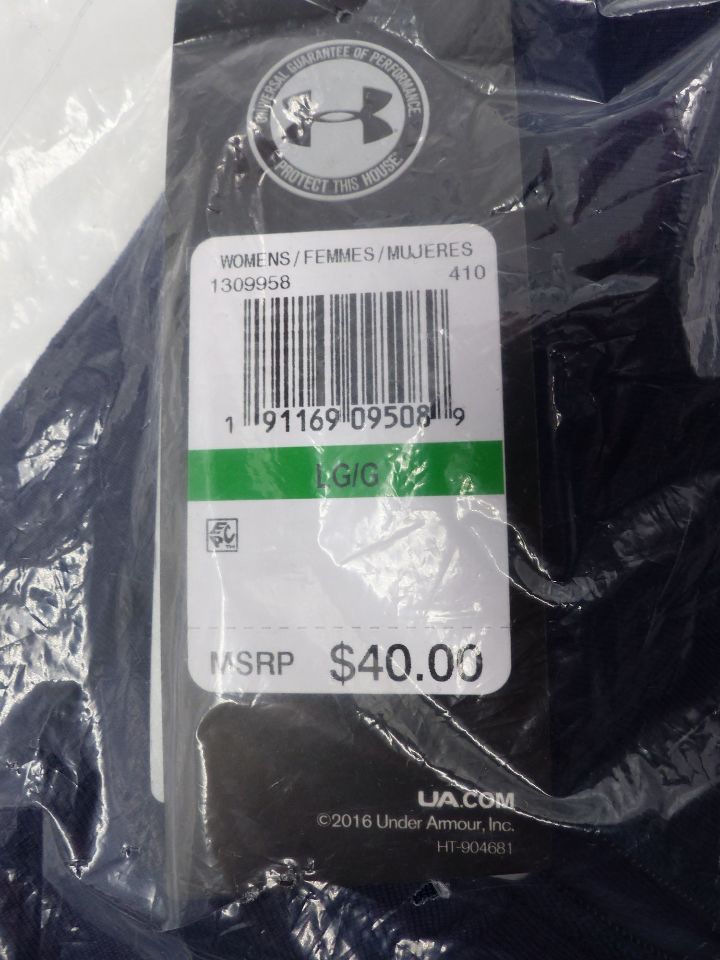 UNIVERSAL GUARANTEE OF PERFORMANCE
PROTECT THIS HOUSE
WOMENS/FEMMES/MUJERES
1309958 410
1 91169 09508 9
LG/G
EPC
MSRP $40.00
UA.COM
©2016 Under Armour, Inc.
HT-904681